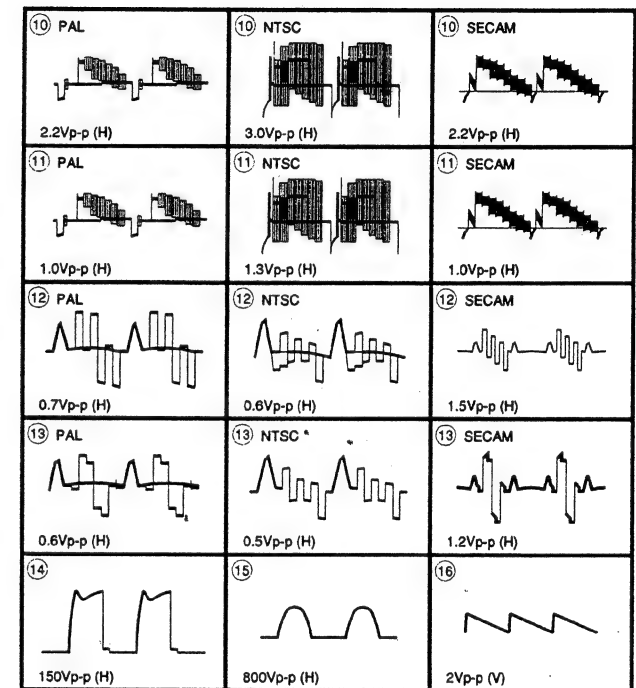 ⑩ PAL
2.2Vp-p (H)
⑩ NTSC
3.0Vp-p (H)
⑩ SECAM
2.2Vp-p (H)
⑪ PAL
1.0Vp-p (H)
⑪ NTSC
1.3Vp-p (H)
⑪ SECAM
1.0Vp-p (H)
⑫ PAL
0.7Vp-p (H)
⑫ NTSC
0.6Vp-p (H)
⑫ SECAM
1.5Vp-p (H)
⑬ PAL
0.6Vp-p (H)
⑬ NTSC
0.5Vp-p (H)
⑬ SECAM
1.2Vp-p (H)
⑭
150Vp-p (H)
⑮
800Vp-p (H)
⑯
2Vp-p (V)